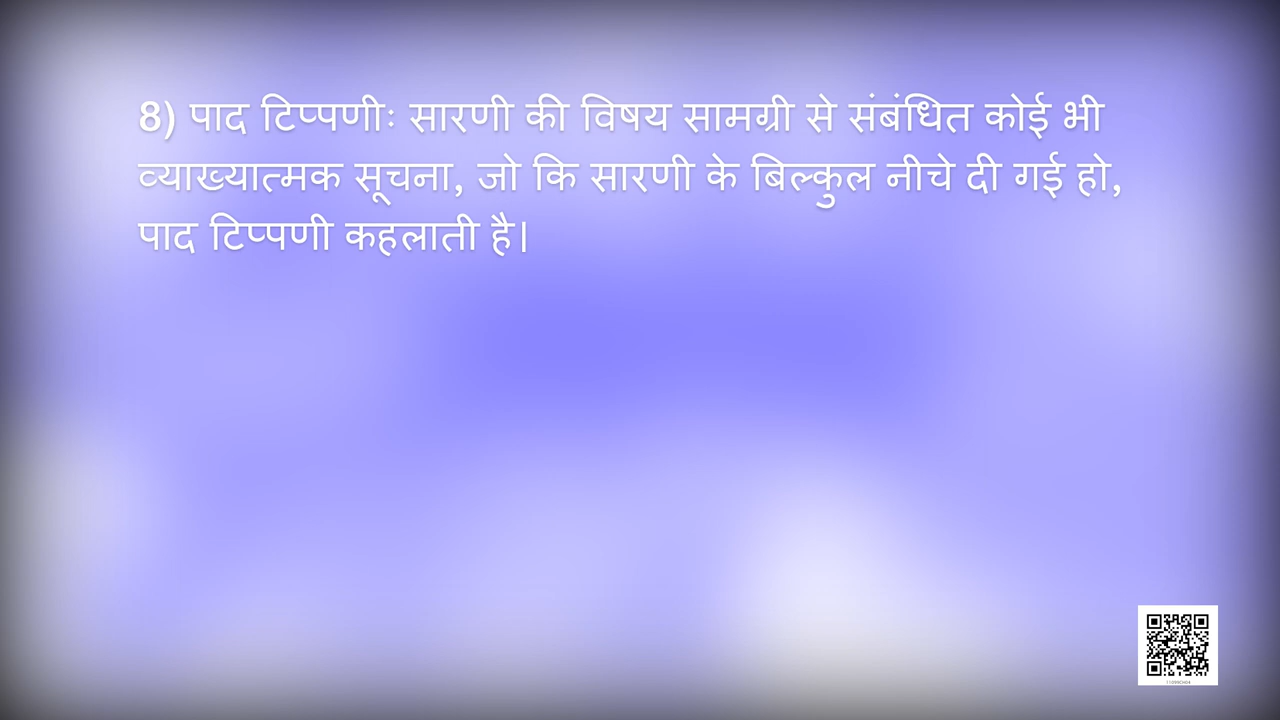 8) पाद टिप्पणीः सारणी की विषय सामग्री से संबंधित कोई भी
व्याख्यात्मक सूचना, जो कि सारणी के बिल्कुल नीचे दी गई हो,
पाद टिप्पणी कहलाती है।